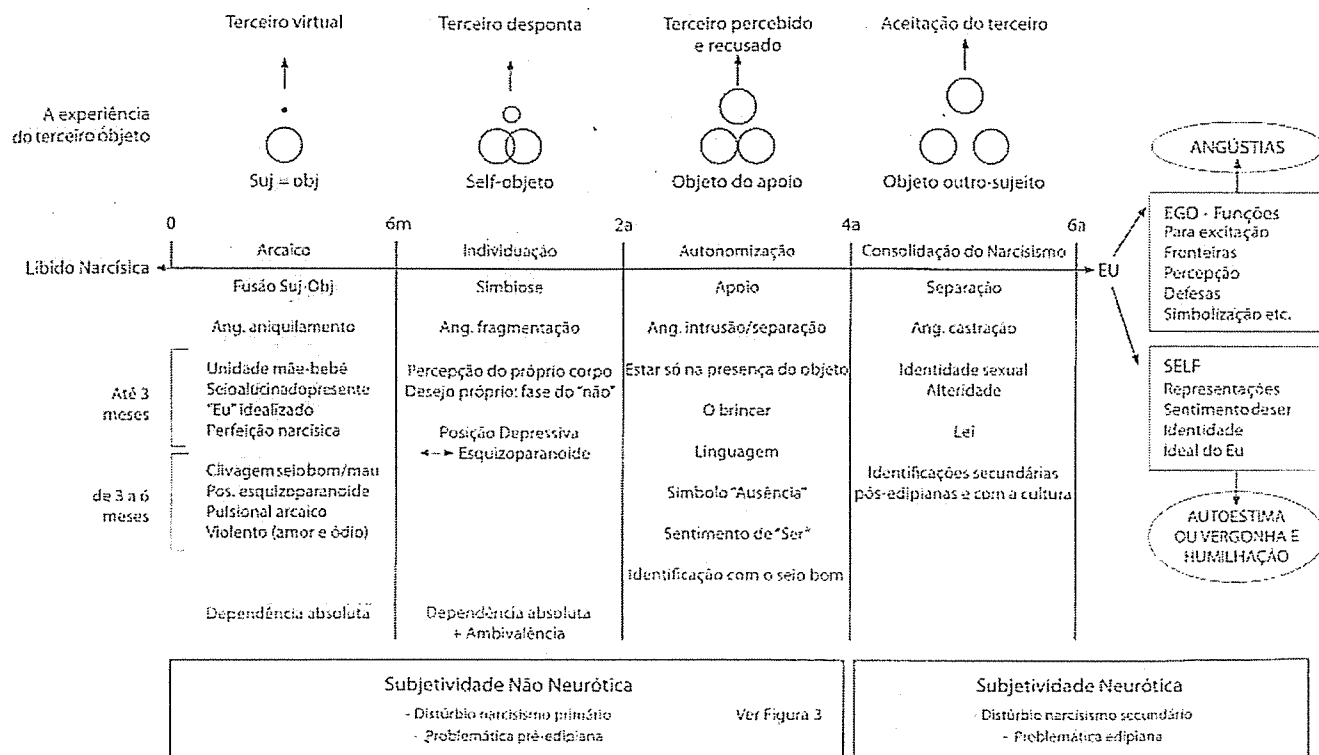 Terceiro virtual
Terceiro desponta
Terceiro percebido
e recusado
Aceitação do terceiro
A experiência
do terceiro objeto
Suj = obj
Self-objeto
Objeto do apoio
Objeto outro-sujeito
0
6m
2a
4a
6a
Libido Narcísica
Arcaico
Individuação
Autonomização
Consolidação do Narcisismo
EU
Fusão Suj-Obj
Simbiose
Apoio
Separação
Ang. aniquilamento
Ang. fragmentação
Ang. intrusão/separação
Ang. castração
Até 3
meses
Unidade mãe-bebê
Seioalucinadopresente
"Eu" idealizado
Perfeição narcísica
de 3 a 6
meses
Clivagem seio bom/mau
Pos. esquizoparanoide
Pulsional arcaico
Violento (amor e ódio)
Dependência absoluta
Percepção do próprio corpo
Desejo próprio: fase do "não"
Posição Depressiva
Esquizoparanoide
Dependência absoluta
+ Ambivalência
Estar só na presença do objeto
O brincar
Linguagem
Símbolo "Ausência"
Sentimento de "Ser"
Identificação com o seio bom
Identidade sexual
Alteridade
Lei
Identificações secundárias
pós-edipianas e com a cultura
ANGÚSTIAS
EGO - Funções
Para excitação
Fronteiras
Percepção
Defesas
Simbolização etc.
SELF
Representações
Sentimento de ser
Identidade
Ideal do Eu
AUTOESTIMA
OU VERGONHA E
HUMILHAÇÃO
Subjetividade Não Neurótica
- Distúrbio narcisismo primário
- Problemática pré-edipiana
Ver Figura 3
Subjetividade Neurótica
- Distúrbio narcisismo secundário
- Problemática edipiana